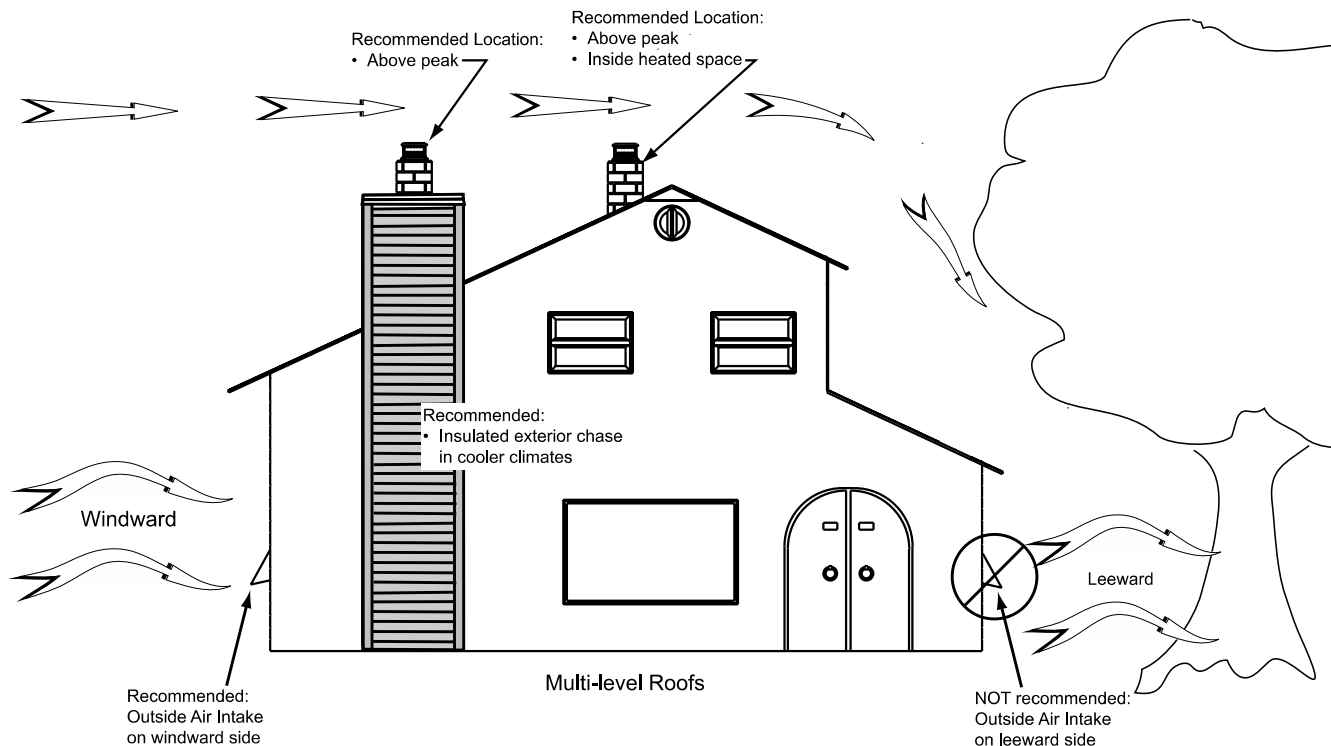 Recommended Location:
• Above peak
Recommended Location:
• Above peak
• Inside heated space
Recommended:
• Insulated exterior chase
in cooler climates
Windward
Leeward
Recommended:
Outside Air Intake
on windward side
Multi-level Roofs
NOT recommended:
Outside Air Intake
on leeward side